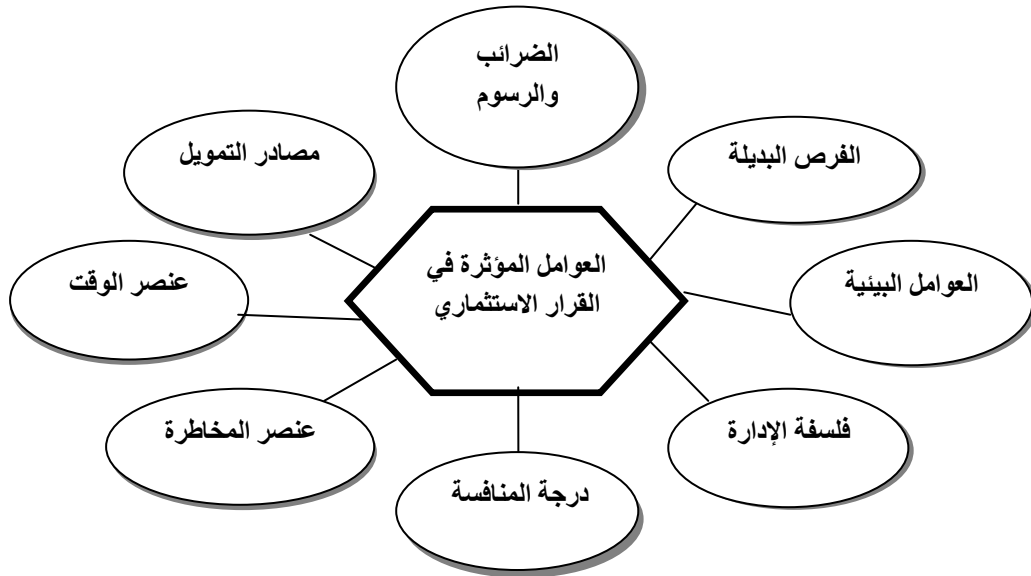 الضرائب
والرسوم
الفرص البديلة
مصادر التمويل
العوامل المؤثرة في
القرار الاستثماري
العوامل البيئية
عنصر الوقت
فلسفة الإدارة
عنصر المخاطرة
درجة المنافسة